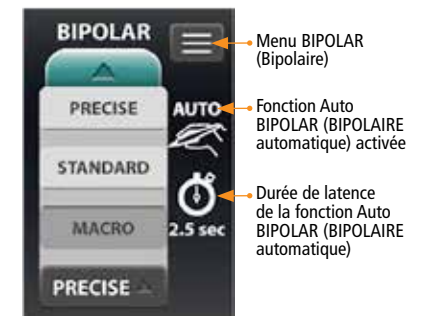 BIPOLAR
PRECISE
AUTO
STANDARD
MACRO
2.5 sec
PRECISE
Menu BIPOLAR
(Bipolaire)
Fonction Auto
BIPOLAR (BIPOLAIRE
automatique) activée
Durée de latence
de la fonction Auto
BIPOLAR (BIPOLAIRE
automatique)